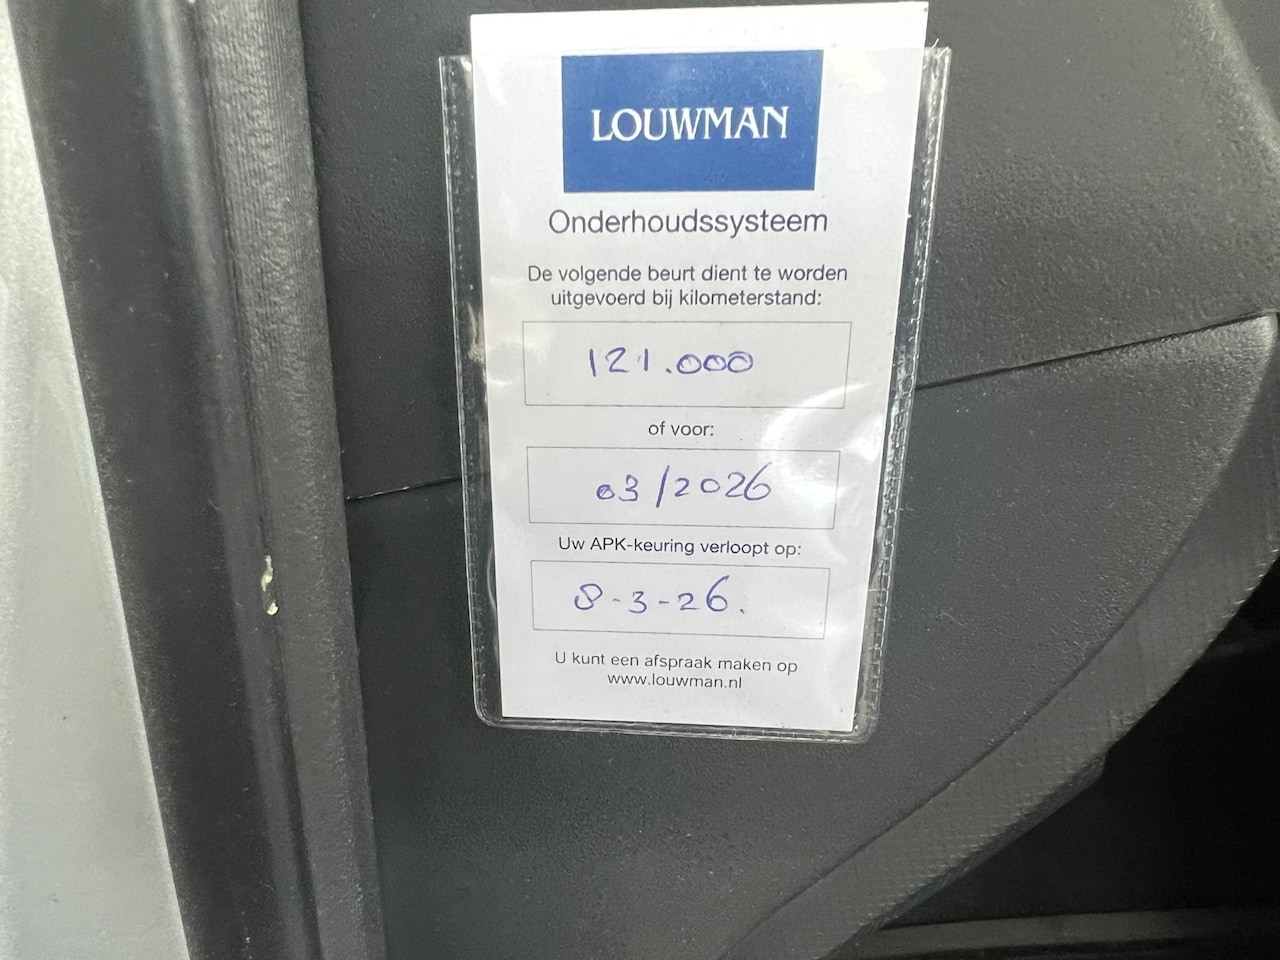 LOUWMAN
Onderhoudssysteem
De volgende beurt dient te worden
uitgevoerd bij kilometerstand:
121.000
of voor:
03/2026
Uw APK-keuring verloopt op:
8-3-26.
U kunt een afspraak maken op
www.louwman.nl